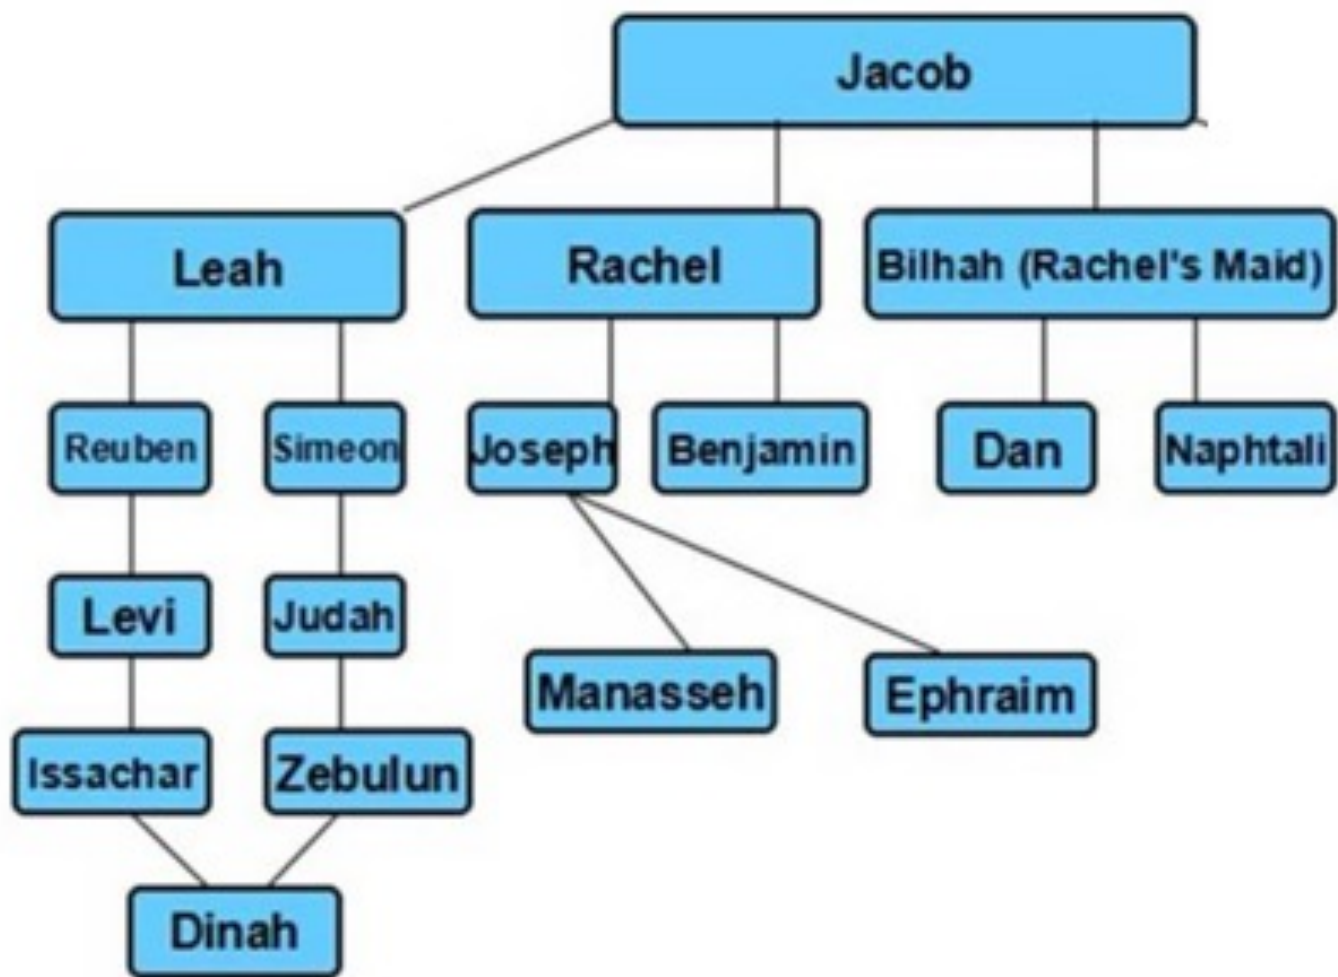 Jacob
Leah
Rachel
Bilhah (Rachel's Maid)
Reuben
Simeon
Joseph
Benjamin
Dan
Naphtali
Levi
Judah
Manasseh
Ephraim
Issachar
Zebulun
Dinah